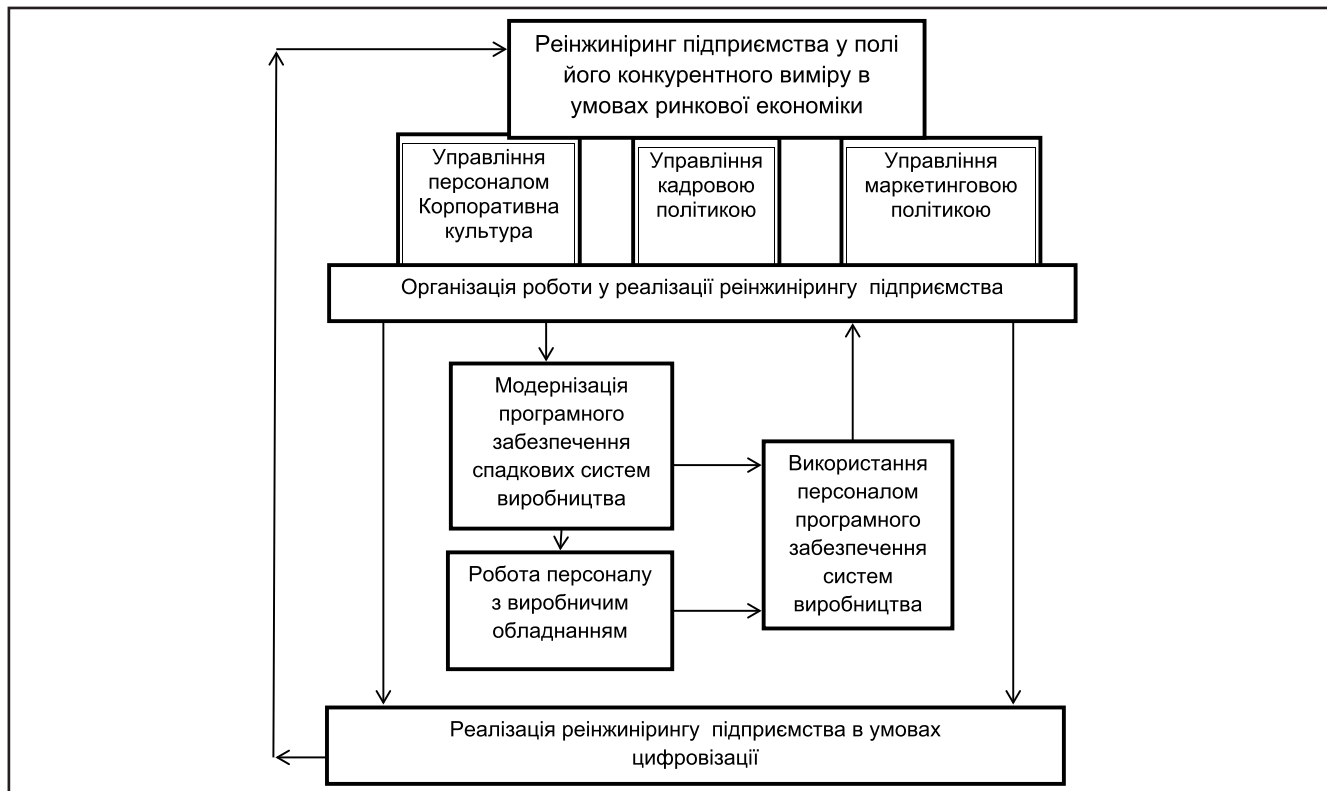 Реінжиніринг підприємства у полі
його конкурентного виміру в
умовах ринкової економіки
Управління
персоналом
Корпоративна
культура
Управління
кадровою
політикою
Управління
маркетинговою
політикою
Організація роботи у реалізації реінжинірингу підприємства
Модернізація
програмного
забезпечення
спадкових систем
виробництва
Використання
персоналом
програмного
забезпечення
систем
виробництва
Робота персоналу
з виробничим
обладнанням
Реалізація реінжинірингу підприємства в умовах
цифровізації